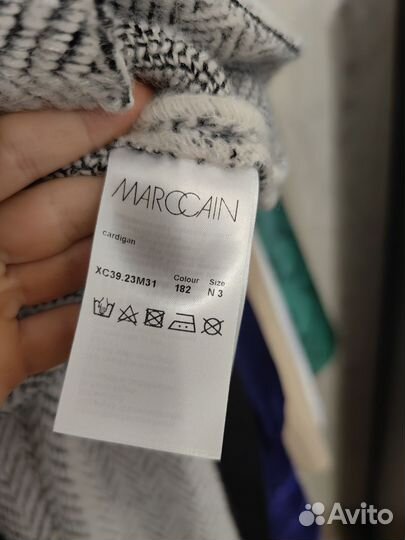 MARCCAIN
cardigan
Colour Size
XC39.23M31 182 N 3
Avito